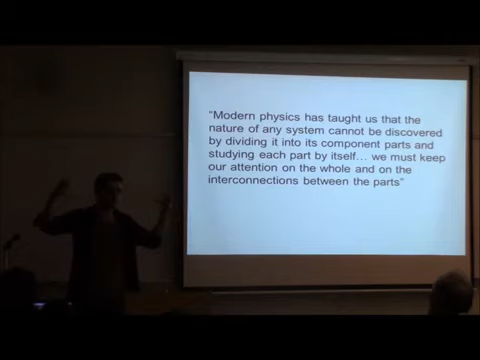 "Modern physics has taught us that the
nature of any system cannot be discovered
by dividing it into its component parts and
studying each part by itself... we must keep
our attention on the whole and on the
interconnections between the parts"